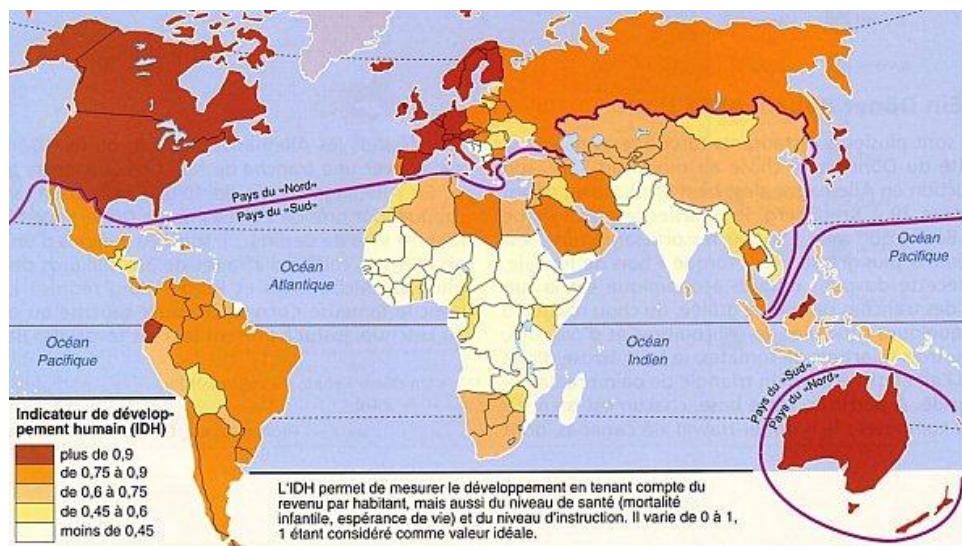 Pays du «Nord»
Pays du «Sud»
Océan
Atlantique
Océan
Pacifique
Océan
Pacifique
Océan
Indien
Pays du »Sud»
Pays du »Nord»
Indicateur de dévelop-
pement humain (IDH)
plus de 0,9
de 0,75 à 0,9
de 0,6 à 0,75
de 0,45 à 0,6
moins de 0,45
L'IDH permet de mesurer le développement en tenant compte du
revenu par habitant, mais aussi du niveau de santé (mortalité
infantile, espérance de vie) et du niveau d'instruction. Il varie de 0 à 1,
1 étant considéré comme valeur idéale.